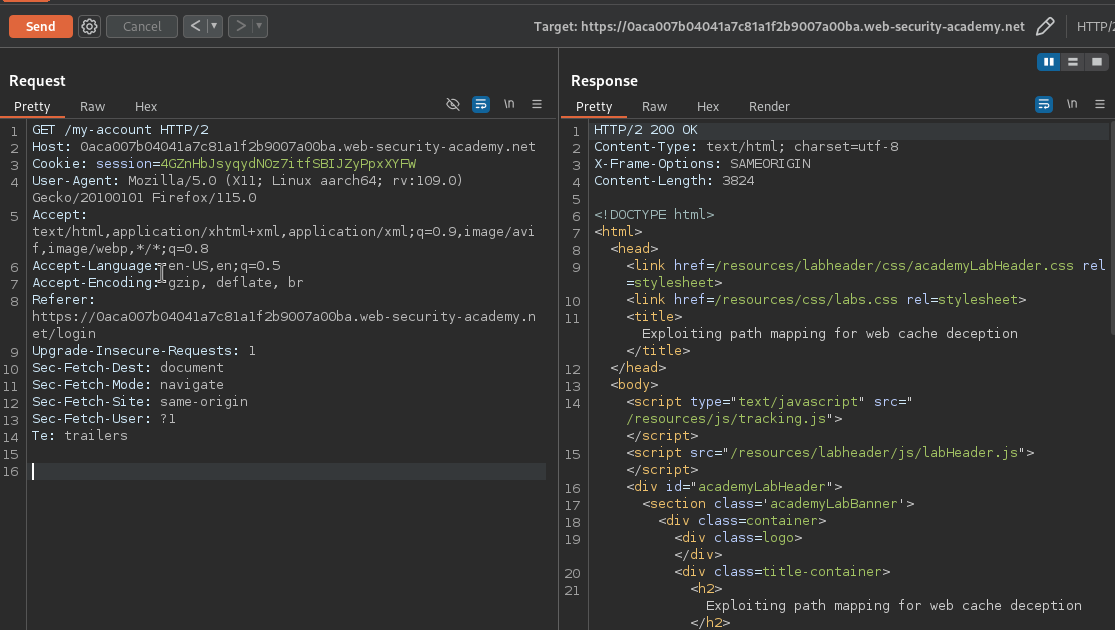 Send
Cancel
Target: https://0aca007b04041a7c81a1f2b9007a00ba.web-security-academy.net
HTTP/2
Request
Pretty Raw Hex
\n
1 GET /my-account HTTP/2
2 Host: 0aca007b04041a7c81a1f2b9007a00ba.web-security-academy.net
3 Cookie: session=4GZnHbJsyqydNOz7itfSBIJZyPpxXYFW
4 User-Agent: Mozilla/5.0 (X11; Linux aarch64; rv:109.0)
Gecko/20100101 Firefox/115.0
5 Accept:
text/html,application/xhtml+xml,application/xml;q=0.9,image/avi
f,image/webp,*/*;q=0.8
6 Accept-Language: en-US,en;q=0.5
7 Accept-Encoding: gzip, deflate, br
8 Referer:
https://0aca007b04041a7c81a1f2b9007a00ba.web-security-academy.n
et/login
9 Upgrade-Insecure-Requests: 1
10 Sec-Fetch-Dest: document
11 Sec-Fetch-Mode: navigate
12 Sec-Fetch-Site: same-origin
13 Sec-Fetch-User: ?1
14 Te: trailers
15
16
Response
Pretty Raw Hex Render
\n
1 HTTP/2 200 OK
2 Content-Type: text/html; charset=utf-8
3 X-Frame-Options: SAMEORIGIN
4 Content-Length: 3824
5
6 <!DOCTYPE html>
7 <html>
8 <head>
9 <link href=/resources/labheader/css/academyLabHeader.css rel
=stylesheet>
10 <link href=/resources/css/labs.css rel=stylesheet>
11 <title>
Exploiting path mapping for web cache deception
</title>
12 </head>
13 <body>
14 <script type="text/javascript" src="
/resources/js/tracking.js">
</script>
15 <script src="/resources/labheader/js/labHeader.js">
</script>
16 <div id="academyLabHeader">
17 <section class='academyLabBanner'>
18 <div class=container>
19 <div class=logo>
</div>
20 <div class=title-container>
21 <h2>
Exploiting path mapping for web cache deception
</h2>